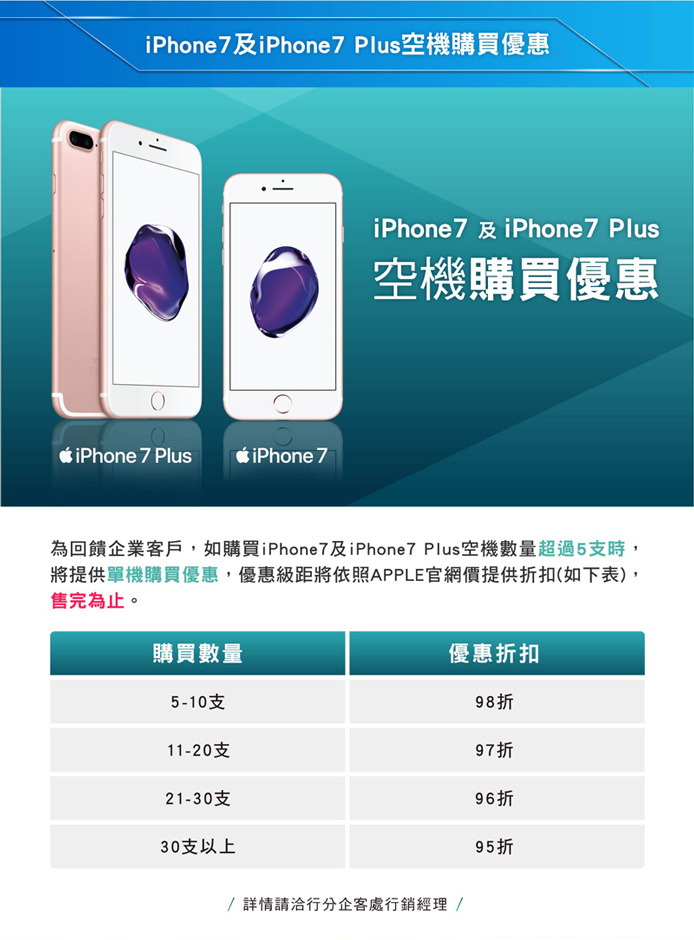 iPhone7及iPhone7 Plus空機購買優惠
iPhone7 及 iPhone7 Plus
空機購買優惠
iPhone 7 Plus
iPhone 7
為回饋企業客戶，如購買iPhone7及iPhone7 Plus空機數量超過5支時，
將提供單機購買優惠，優惠級距將依照APPLE官網價提供折扣(如下表)，
售完為止。
購買數量 優惠折扣
5-10支 98折
11-20支 97折
21-30支 96折
30支以上 95折
/ 詳情請洽行分企客處行銷經理 /